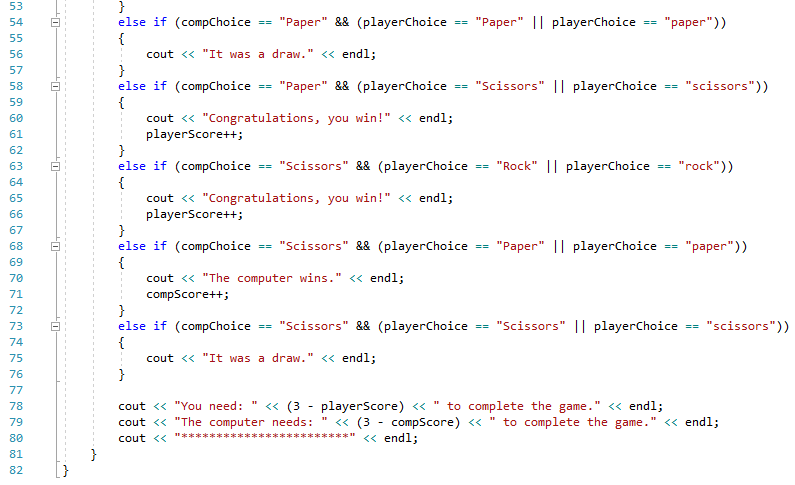 53 }
54 else if (compChoice == "Paper" && (playerChoice == "Paper" || playerChoice == "paper"))
55 {
56 cout << "It was a draw." << endl;
57 }
58 else if (compChoice == "Paper" && (playerChoice == "Scissors" || playerChoice == "scissors"))
59 {
60 cout << "Congratulations, you win!" << endl;
61 playerScore++;
62 }
63 else if (compChoice == "Scissors" && (playerChoice == "Rock" || playerChoice == "rock"))
64 {
65 cout << "Congratulations, you win!" << endl;
66 playerScore++;
67 }
68 else if (compChoice == "Scissors" && (playerChoice == "Paper" || playerChoice == "paper"))
69 {
70 cout << "The computer wins." << endl;
71 compScore++;
72 }
73 else if (compChoice == "Scissors" && (playerChoice == "Scissors" || playerChoice == "scissors"))
74 {
75 cout << "It was a draw." << endl;
76 }
77
78 cout << "You need: " << (3 - playerScore) << " to complete the game." << endl;
79 cout << "The computer needs: " << (3 - compScore) << " to complete the game." << endl;
80 cout << "************************" << endl;
81 }
82 }